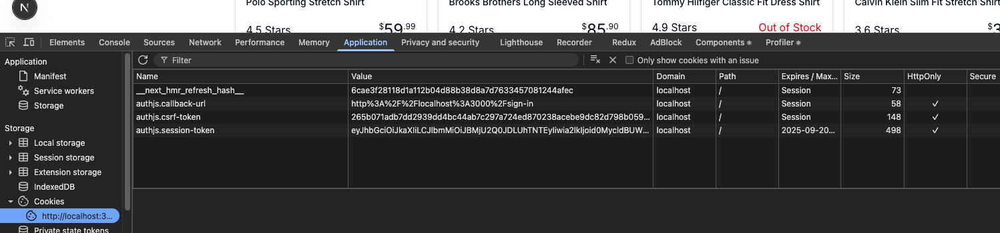 N
Polo Sporting Stretch Shirt Brooks Brothers Long Sleeved Shirt Tommy Hilfiger Classic Fit Dress Shirt Calvin Klein Slim Fit Stretch Shirt
4.5 Stars $59.99 4.2 Stars $85.90 4.9 Stars Out of Stock 3.6 Stars $3
Elements Console Sources Network Performance Memory Application Privacy and security Lighthouse Recorder Redux AdBlock Components Profiler
Application
Manifest
Service workers
Storage
Storage
Local storage
Session storage
Extension storage
IndexedDB
Cookies
http://localhost:3...
Private state tokens
Filter Only show cookies with an issue
Name Value Domain Path Expires / Max... Size HttpOnly Secure
__next_hmr_refresh_hash__ 6cae3f28118d1a112b04d88b38d8a7d7633457081244afec localhost / Session 73
authjs.callback-url http%3A%2F%2Flocalhost%3A3000%2Fsign-in localhost / Session 58 ✓
authjs.csrf-token 265b071adb7dd2939dd4bc44ab7c297a724ed870238acebe9dc82d798b059... localhost / Session 148 ✓
authjs.session-token eyJhbGciOiJkaXIiLCJlbmMiOiJBMjU2Q0JDLUhTNTEyIiwia2lkIjoid0MycldBUW... localhost / 2025-09-20... 498 ✓